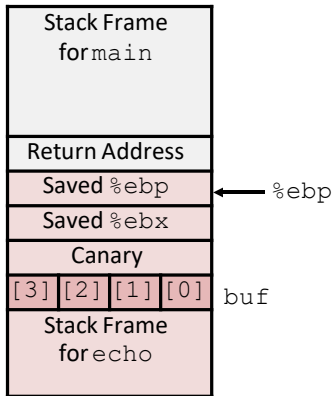 Stack Frame
for main
Return Address
Saved %ebp
%ebp
Saved %ebx
Canary
[3] [2] [1] [0]
buf
Stack Frame
for echo